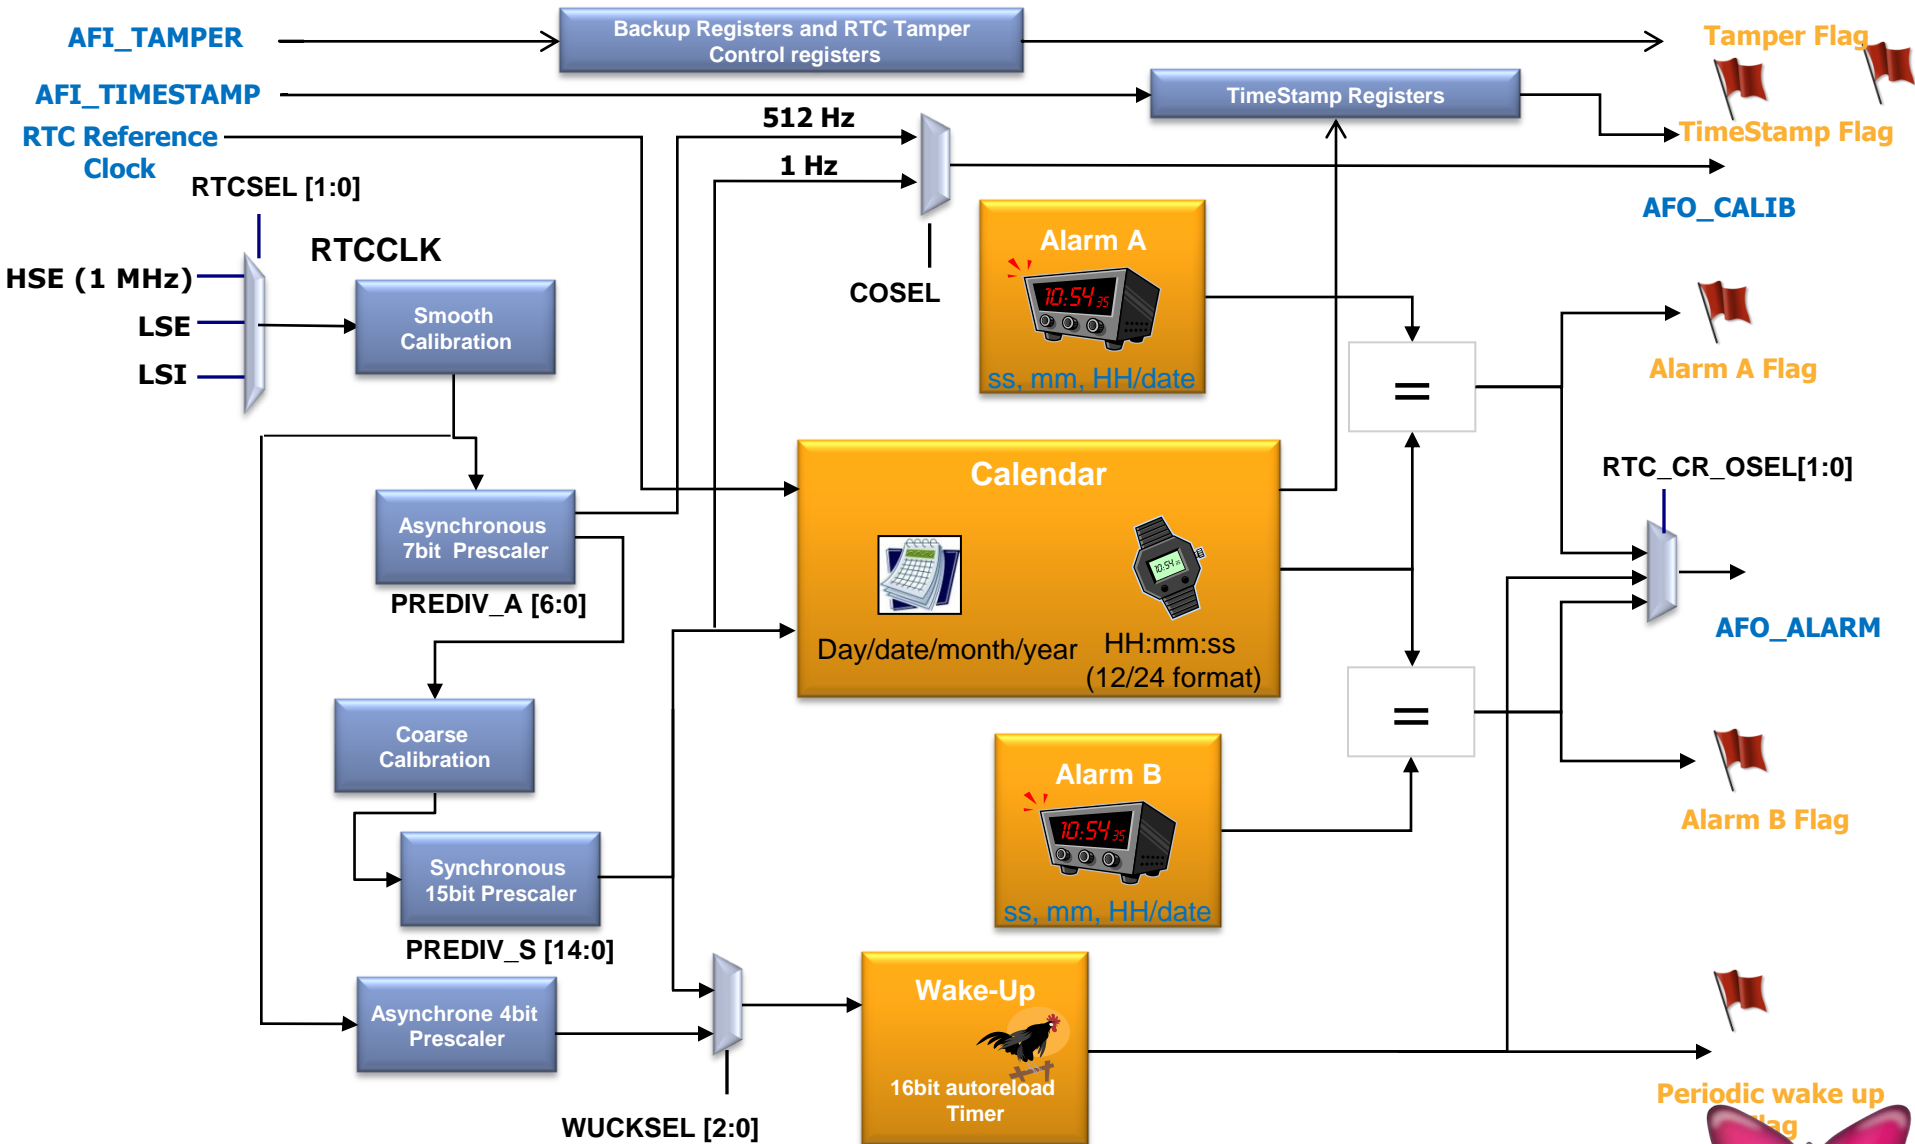 AFI_TAMPER
Backup Registers and RTC Tamper
Control registers
Tamper Flag
AFI_TIMESTAMP
TimeStamp Registers
TimeStamp Flag
RTC Reference
Clock
512 Hz
1 Hz
AFO_CALIB
RTCSEL [1:0]
RTCCLK
HSE (1 MHz)
LSE
LSI
Smooth
Calibration
COSEL
Alarm A
10:54 35
ss, mm, HH/date
=
Alarm A Flag
RTC_CR_OSEL[1:0]
Calendar
Asynchronous
7bit Prescaler
PREDIV_A [6:0]
10:54 35
Day/date/month/year
HH:mm:ss
(12/24 format)
AFO_ALARM
=
Coarse
Calibration
Alarm B
10:54 35
ss, mm, HH/date
Alarm B Flag
Synchronous
15bit Prescaler
PREDIV_S [14:0]
Asynchrone 4bit
Prescaler
WUCKSEL [2:0]
Wake-Up
16bit autoreload
Timer
Periodic wake up